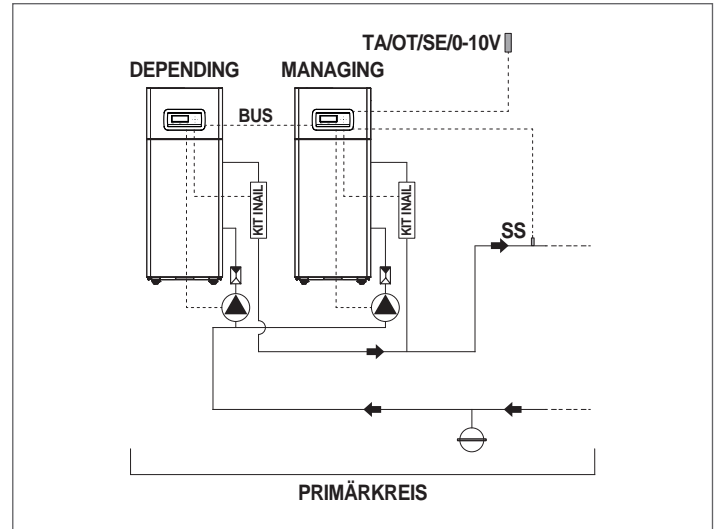 TA/OT/SE/0-10V
DEPENDING MANAGING
BUS
KIT INAIL KIT INAIL
SS
PRIMÄRKREIS